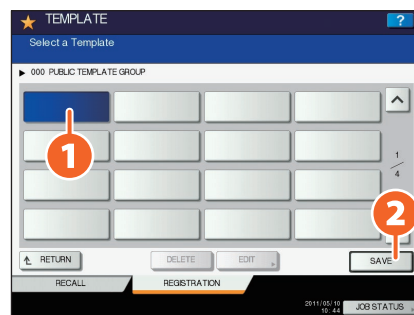 TEMPLATE ?
Select a Template
000 PUBLIC TEMPLATE GROUP
1
1
4
2
RETURN DELETE EDIT SAVE
RECALL REGISTRATION
2011/05/10
10:44 JOB STATUS